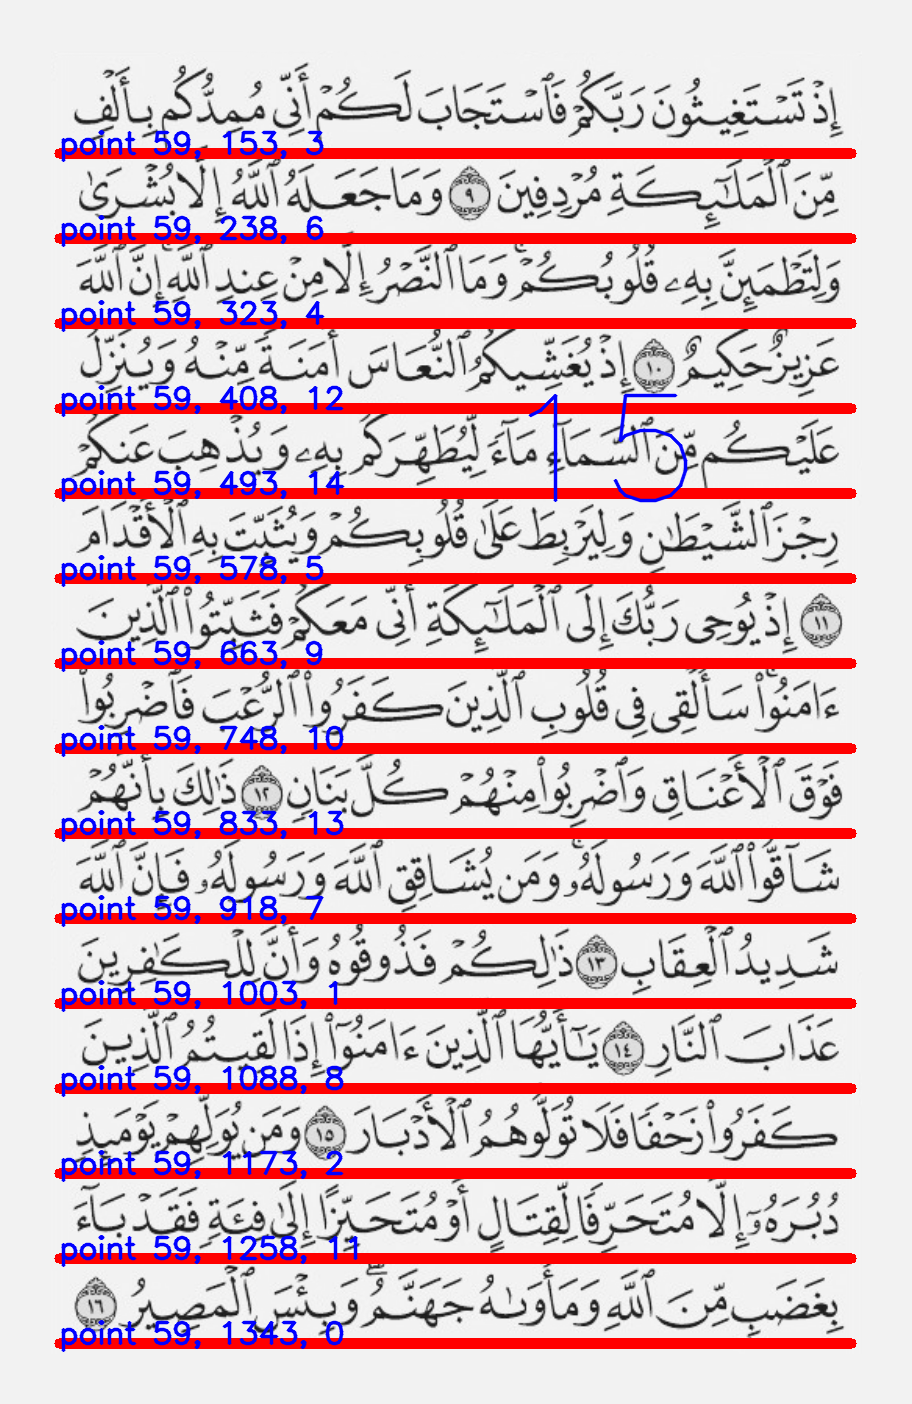 إِذْ تَسْتَغِيثُونَ رَبَّكُمْ فَٱسْتَجَابَ لَكُمْ أَنِّى مُمِدُّكُم بِأَلْفٍ
point 59, 153, 3
مِّنَ ٱلْمَلَـٰٓئِكَةِ مُرْدِفِينَ ٩ وَمَا جَعَلَهُ ٱللَّهُ إِلَّا بُشْرَىٰ
point 59, 238, 6
وَلِتَطْمَئِنَّ بِهِۦ قُلُوبُكُمْ ۚ وَمَا ٱلنَّصْرُ إِلَّا مِنْ عِندِ ٱللَّهِ ۚ إِنَّ ٱللَّهَ
point 59, 323, 4
عَزِيزٌ حَكِيمٌ ١٠ إِذْ يُغَشِّيكُمُ ٱلنُّعَاسَ أَمَنَةً مِّنْهُ وَيُنَزِّلُ
point 59, 408, 12
15
عَلَيْكُم مِّنَ ٱلسَّمَآءِ مَآءً لِّيُطَهِّرَكُم بِهِۦ وَيُذْهِبَ عَنكُمْ
point 59, 493, 14
رِجْزَ ٱلشَّيْطَـٰنِ وَلِيَرْبِطَ عَلَىٰ قُلُوبِكُمْ وَيُثَبِّتَ بِهِ ٱلْأَقْدَامَ
point 59, 578, 5
١١ إِذْ يُوحِى رَبُّكَ إِلَى ٱلْمَلَـٰٓئِكَةِ أَنِّى مَعَكُمْ فَثَبِّتُوا۟ ٱلَّذِينَ
point 59, 663, 9
ءَامَنُوا۟ ۚ سَأُلْقِى فِى قُلُوبِ ٱلَّذِينَ كَفَرُوا۟ ٱلرُّعْبَ فَٱضْرِبُوا۟
point 59, 748, 10
فَوْقَ ٱلْأَعْنَاقِ وَٱضْرِبُوا۟ مِنْهُمْ كُلَّ بَنَانٍ ١٢ ذَٰلِكَ بِأَنَّهُمْ
point 59, 833, 13
شَآقُّوا۟ ٱللَّهَ وَرَسُولَهُۥ ۚ وَمَن يُشَاقِقِ ٱللَّهَ وَرَسُولَهُۥ فَإِنَّ ٱللَّهَ
point 59, 918, 7
شَدِيدُ ٱلْعِقَابِ ١٣ ذَٰلِكُمْ فَذُوقُوهُ وَأَنَّ لِلْكَـٰفِرِينَ
point 59, 1003, 1
عَذَابَ ٱلنَّارِ ١٤ يَـٰٓأَيُّهَا ٱلَّذِينَ ءَامَنُوٓا۟ إِذَا لَقِيتُمُ ٱلَّذِينَ
point 59, 1088, 8
كَفَرُوا۟ زَحْفًا فَلَا تُوَلُّوهُمُ ٱلْأَدْبَارَ ١٥ وَمَن يُوَلِّهِمْ يَوْمَئِذٍ
point 59, 1173, 2
دُبُرَهُۥٓ إِلَّا مُتَحَرِّفًا لِّقِتَالٍ أَوْ مُتَحَيِّزًا إِلَىٰ فِئَةٍ فَقَدْ بَآءَ
point 59, 1258, 11
بِغَضَبٍ مِّنَ ٱللَّهِ وَمَأْوَىٰهُ جَهَنَّمُ ۖ وَبِئْسَ ٱلْمَصِيرُ ١٦
point 59, 1343, 0